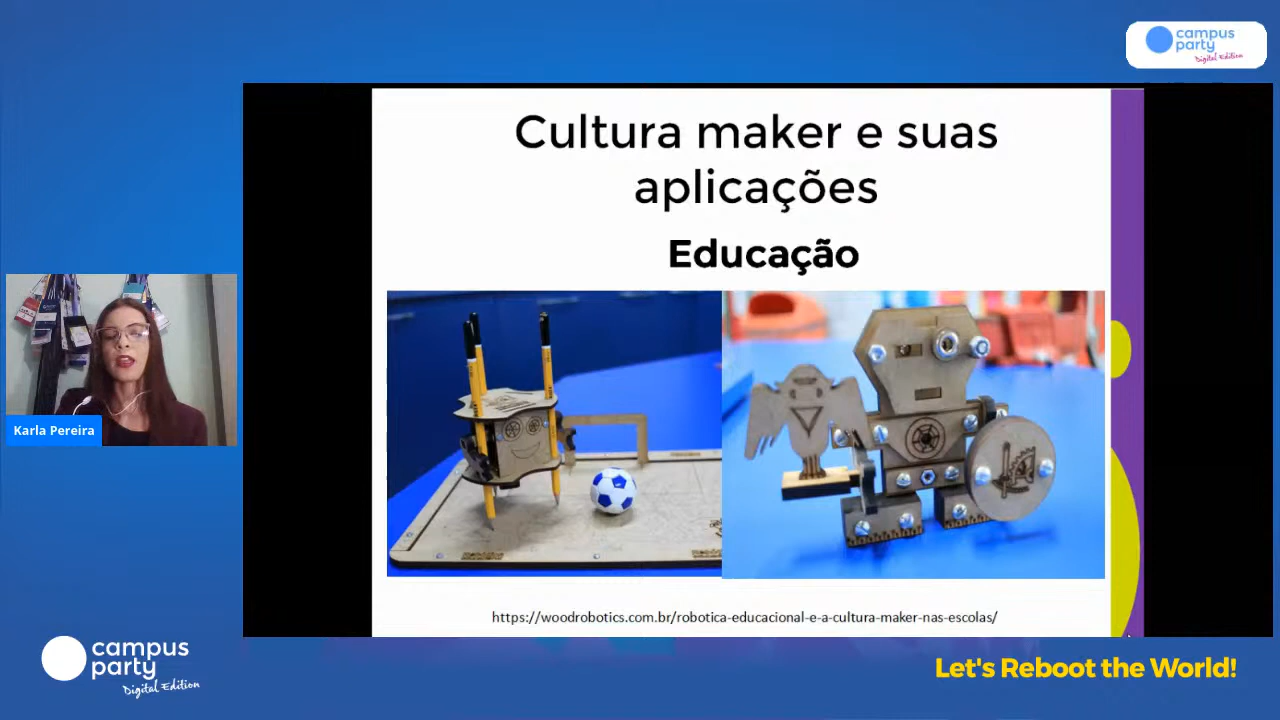 campus
party
Digital Edition
Cultura maker e suas
aplicações
Educação
Karla Pereira
https://woodrobotics.com.br/robotica-educacional-e-a-cultura-maker-nas-escolas/
campus
party
Digital Edition
Let's Reboot the World!